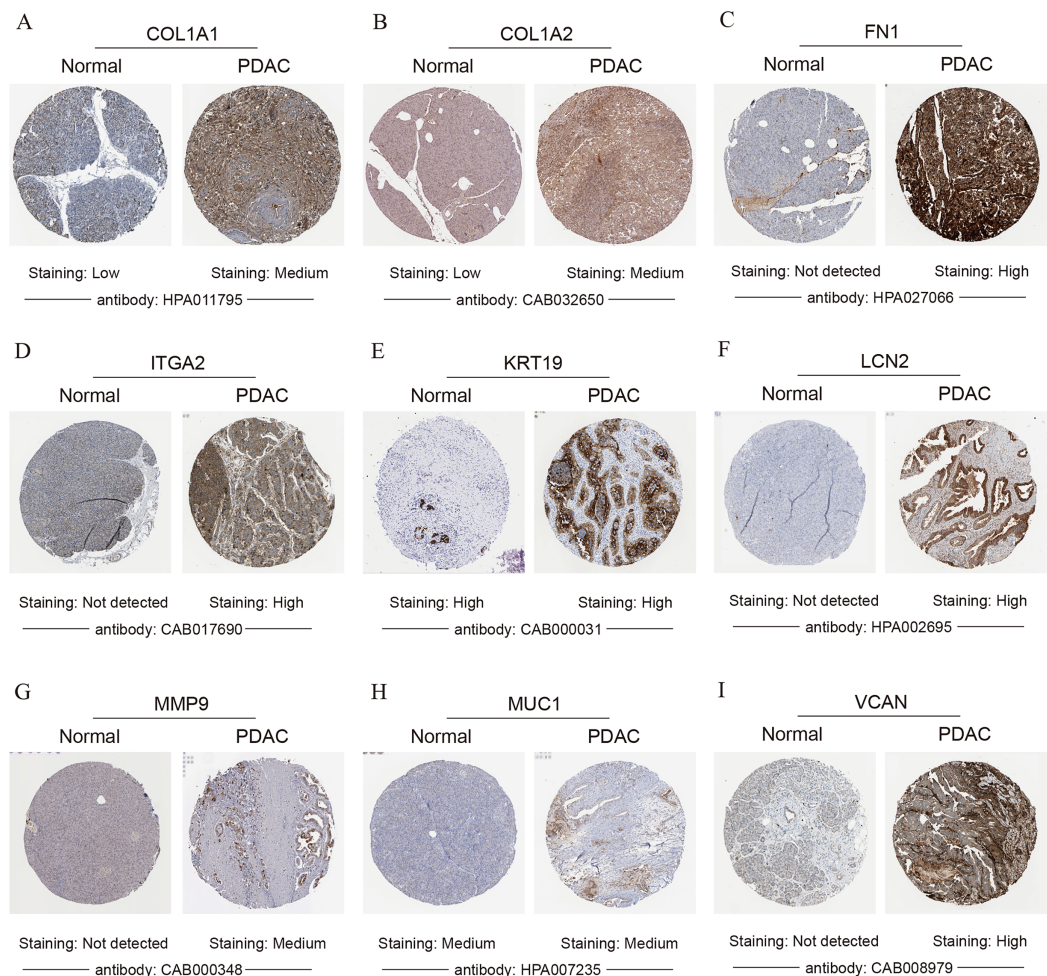 A
COL1A1
Normal PDAC
Staining: Low Staining: Medium
antibody: HPA011795
B
COL1A2
Normal PDAC
Staining: Low Staining: Medium
antibody: CAB032650
C
FN1
Normal PDAC
Staining: Not detected Staining: High
antibody: HPA027066
D
ITGA2
Normal PDAC
Staining: Not detected Staining: High
antibody: CAB017690
E
KRT19
Normal PDAC
Staining: High Staining: High
antibody: CAB000031
F
LCN2
Normal PDAC
Staining: Not detected Staining: High
antibody: HPA002695
G
MMP9
Normal PDAC
Staining: Not detected Staining: Medium
antibody: CAB000348
H
MUC1
Normal PDAC
Staining: Medium Staining: Medium
antibody: HPA007235
I
VCAN
Normal PDAC
Staining: Not detected Staining: High
antibody: CAB008979